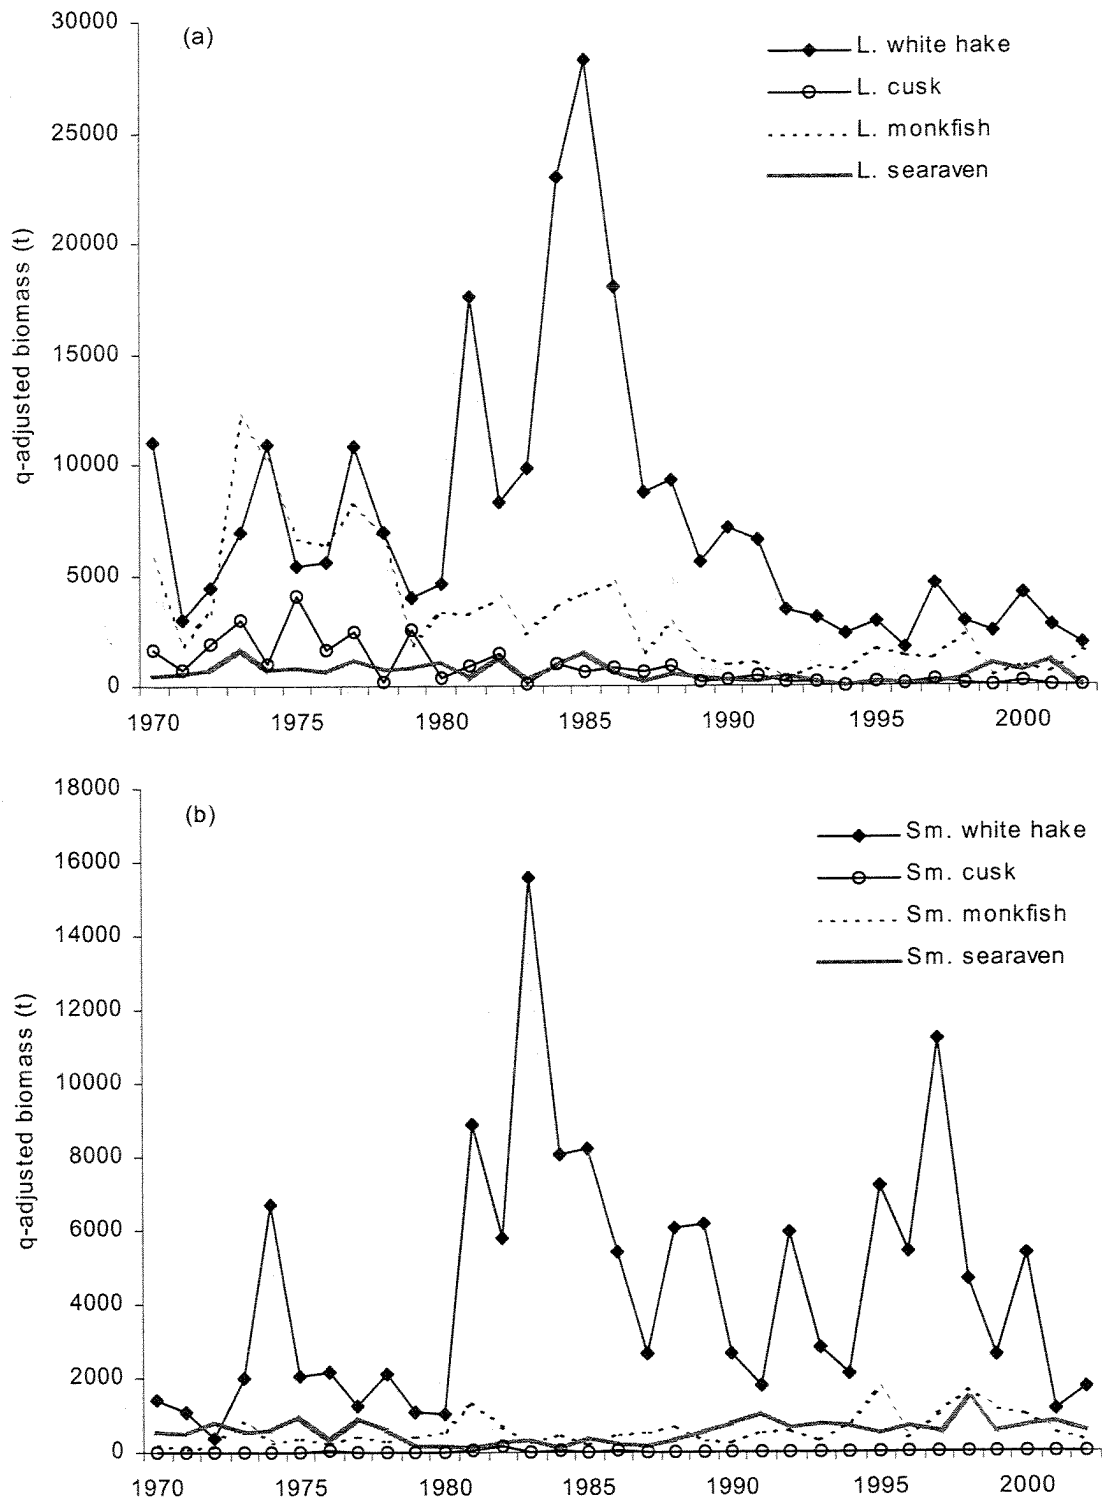 30000
(a)
L. white hake
L. cusk
L. monkfish
L. searaven
25000
20000
15000
10000
5000
0
q-adjusted biomass (t)
1970 1975 1980 1985 1990 1995 2000
18000
(b)
Sm. white hake
Sm. cusk
Sm. monkfish
Sm. searaven
16000
14000
12000
10000
8000
6000
4000
2000
0
q-adjusted biomass (t)
1970 1975 1980 1985 1990 1995 2000